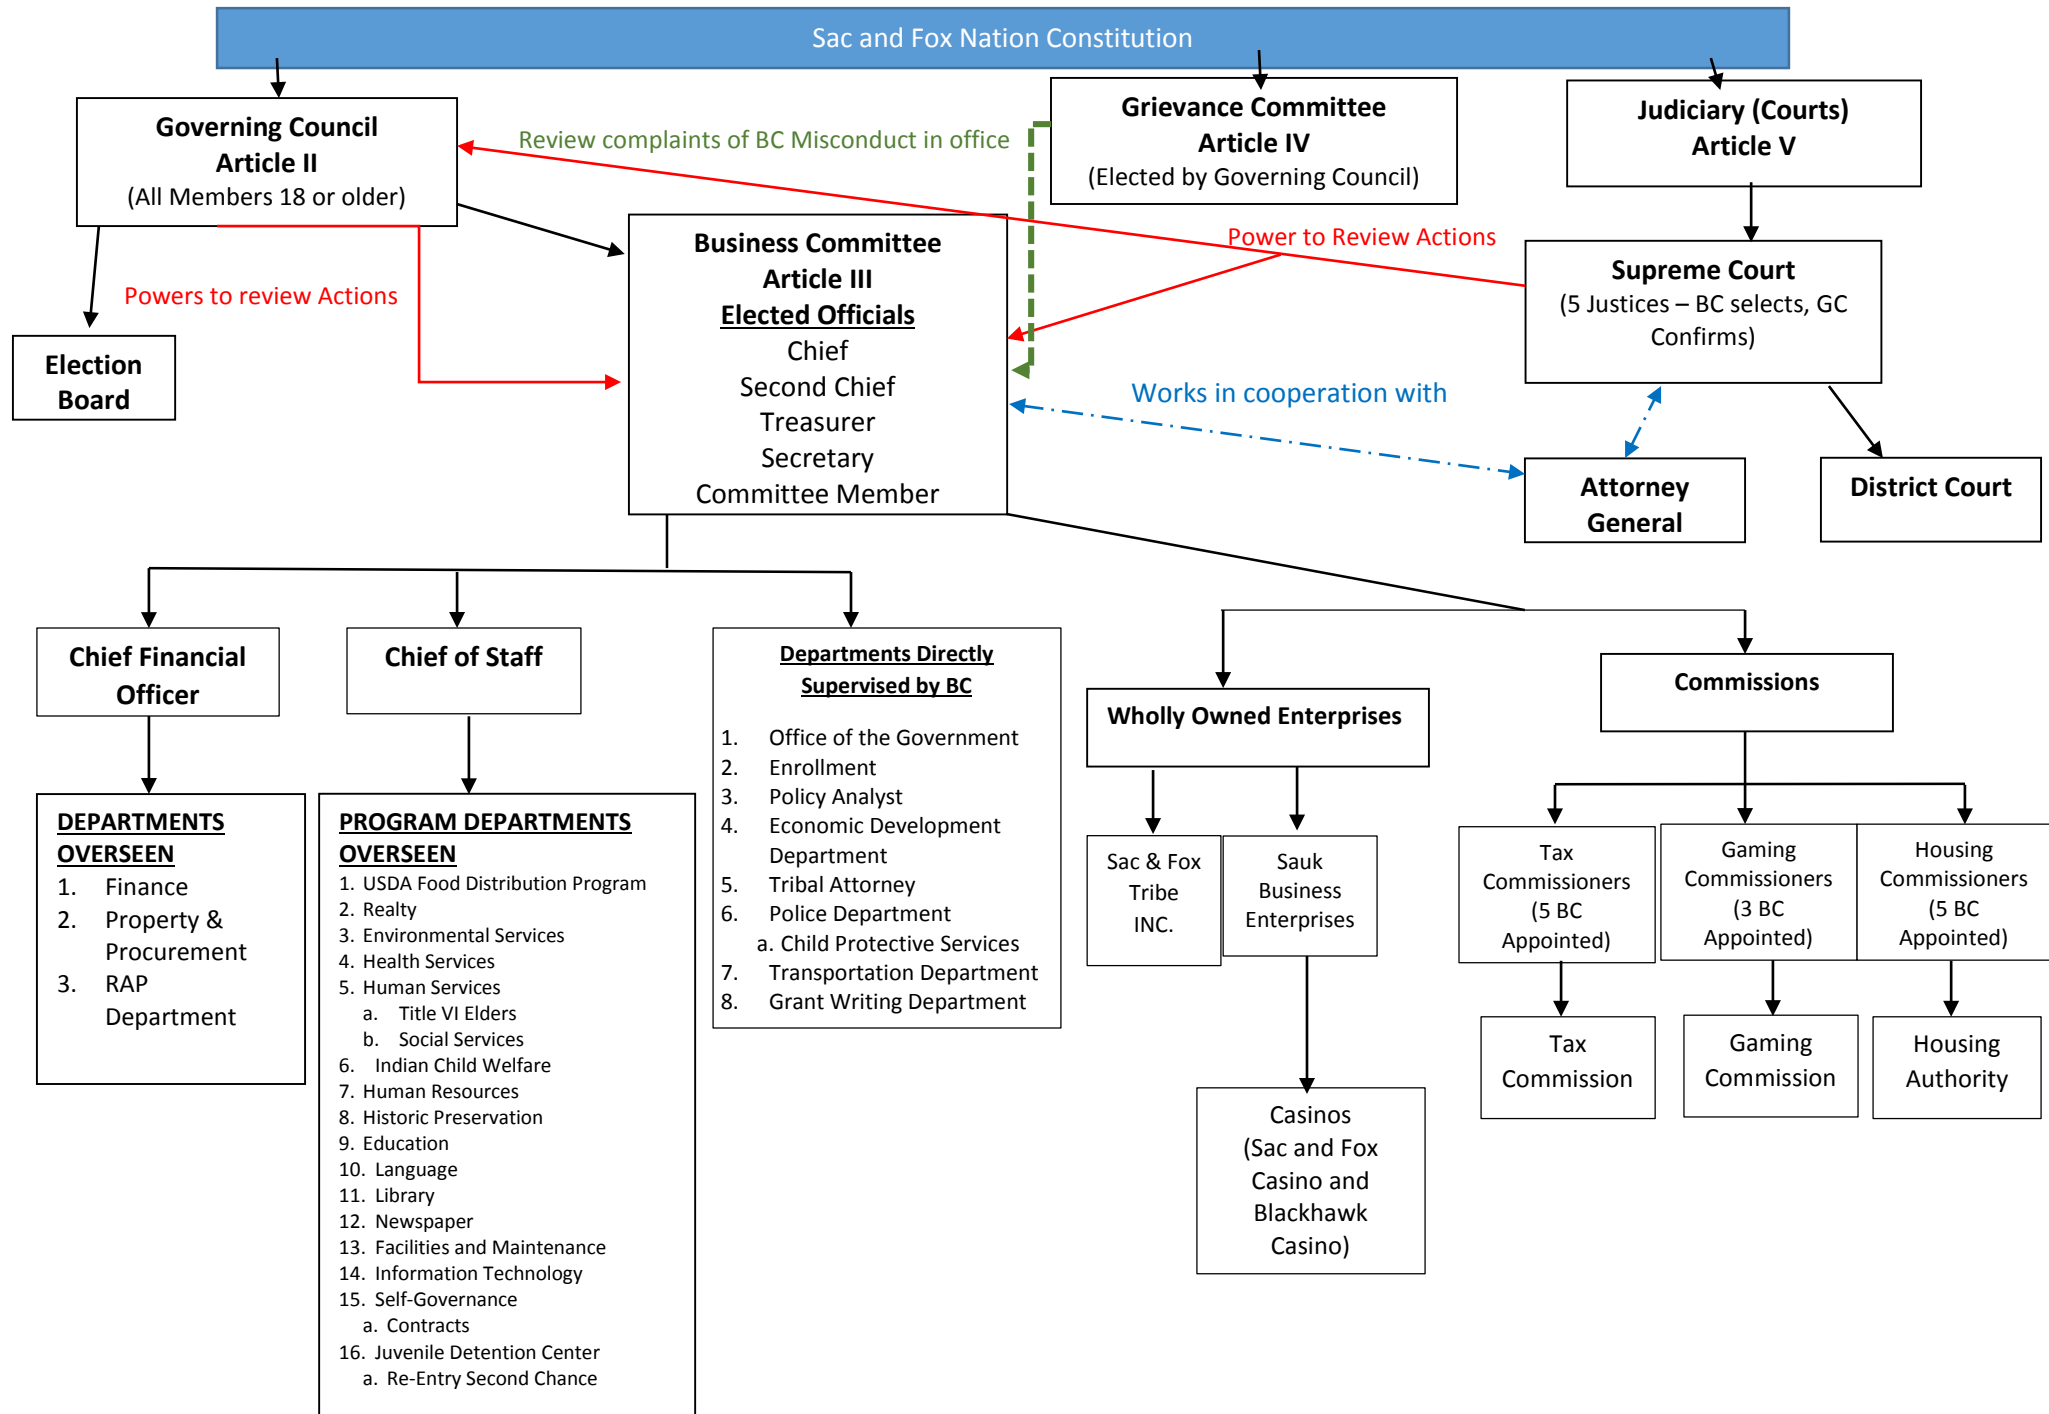 Sac and Fox Nation Constitution
Governing Council
Article II
(All Members 18 or older)
Review complaints of BC Misconduct in office
Grievance Committee
Article IV
(Elected by Governing Council)
Judiciary (Courts)
Article V
Powers to review Actions
Business Committee
Article III
Elected Officials
Chief
Second Chief
Treasurer
Secretary
Committee Member
Power to Review Actions
Supreme Court
(5 Justices – BC selects, GC
Confirms)
Election
Board
Works in cooperation with
Attorney
General
District Court
Chief Financial
Officer
Chief of Staff
Departments Directly
Supervised by BC
1. Office of the Government
2. Enrollment
3. Policy Analyst
4. Economic Development
Department
5. Tribal Attorney
6. Police Department
a. Child Protective Services
7. Transportation Department
8. Grant Writing Department
Wholly Owned Enterprises
Commissions
DEPARTMENTS
OVERSEEN
1. Finance
2. Property &
Procurement
3. RAP
Department
PROGRAM DEPARTMENTS
OVERSEEN
1. USDA Food Distribution Program
2. Realty
3. Environmental Services
4. Health Services
5. Human Services
a. Title VI Elders
b. Social Services
6. Indian Child Welfare
7. Human Resources
8. Historic Preservation
9. Education
10. Language
11. Library
12. Newspaper
13. Facilities and Maintenance
14. Information Technology
15. Self-Governance
a. Contracts
16. Juvenile Detention Center
a. Re-Entry Second Chance
Sac & Fox
Tribe
INC.
Sauk
Business
Enterprises
Tax
Commissioners
(5 BC
Appointed)
Gaming
Commissioners
(3 BC
Appointed)
Housing
Commissioners
(5 BC
Appointed)
Tax
Commission
Gaming
Commission
Housing
Authority
Casinos
(Sac and Fox
Casino and
Blackhawk
Casino)